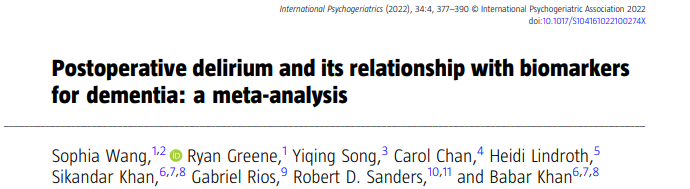 International Psychogeriatrics (2022), 34:4, 377–390 © International Psychogeriatric Association 2022
doi:10.1017/S104161022100274X
Postoperative delirium and its relationship with biomarkers
for dementia: a meta-analysis
Sophia Wang,1,2 iD Ryan Greene,1 Yiqing Song,3 Carol Chan,4 Heidi Lindroth,5
Sikandar Khan,6,7,8 Gabriel Rios,9 Robert D. Sanders,10,11 and Babar Khan6,7,8